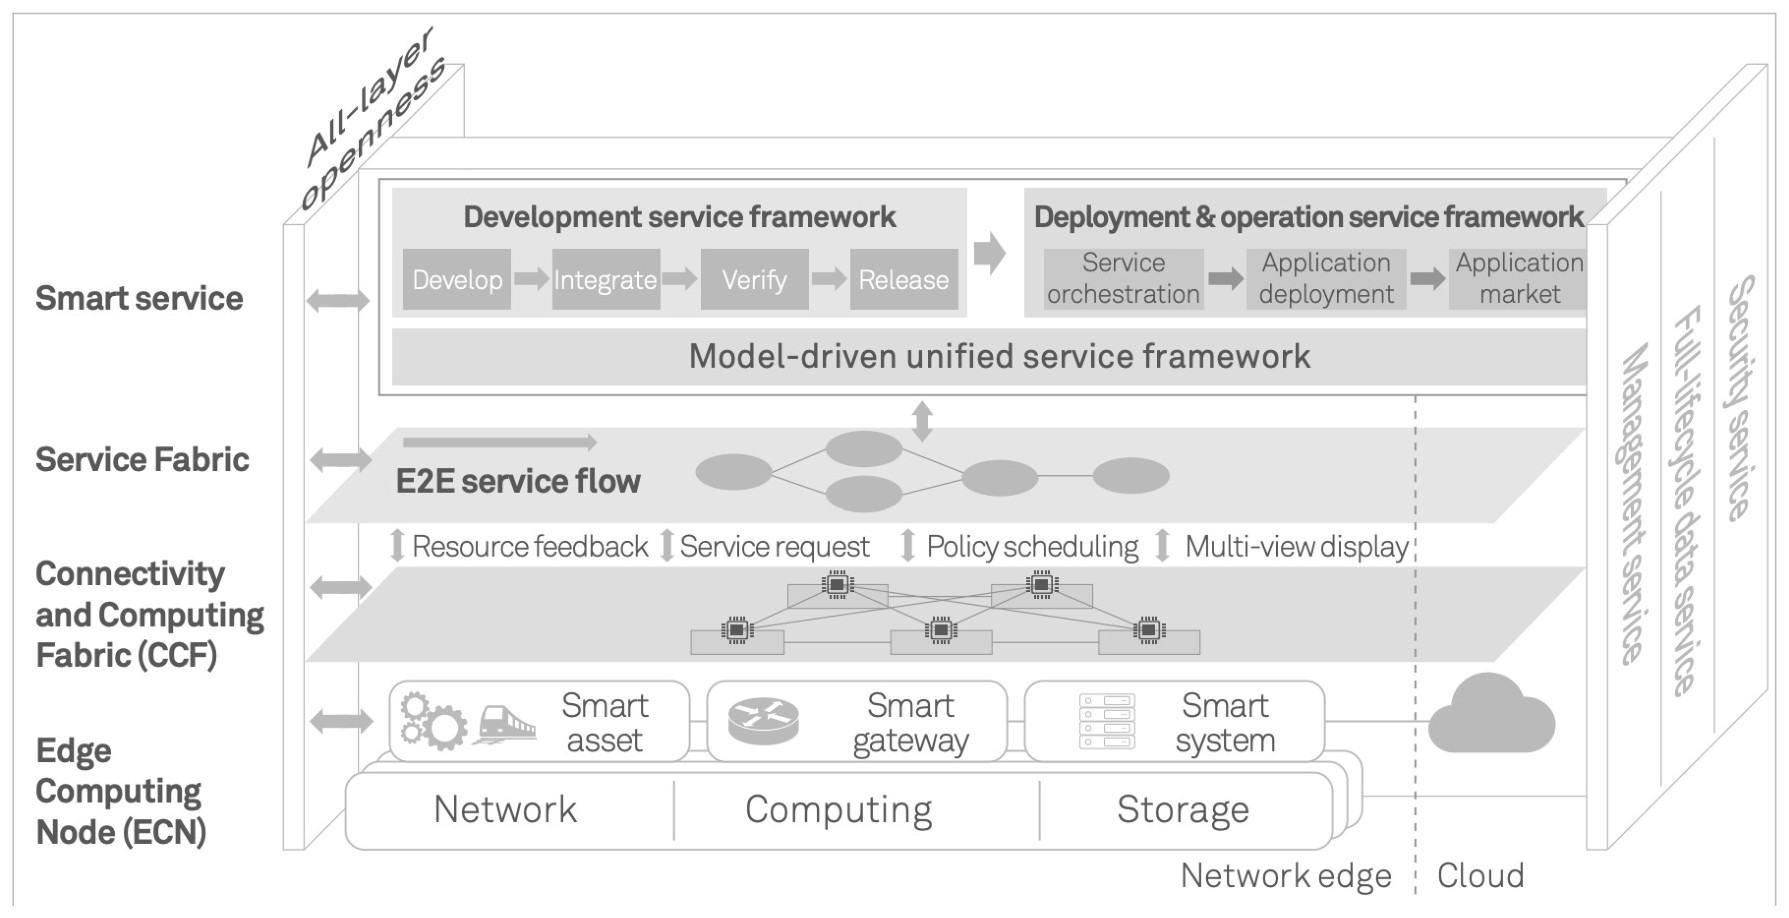 All-layer
openness
Development service framework
Develop
Integrate
Verify
Release
Deployment & operation service framework
Service
orchestration
Application
deployment
Application
market
Smart service
Model-driven unified service framework
Service Fabric
E2E service flow
Resource feedback
Service request
Policy scheduling
Multi-view display
Connectivity
and Computing
Fabric (CCF)
Smart
asset
Smart
gateway
Smart
system
Edge
Computing
Node (ECN)
Network
Computing
Storage
Network edge
Cloud
Management service
Full-lifecycle data service
Security service